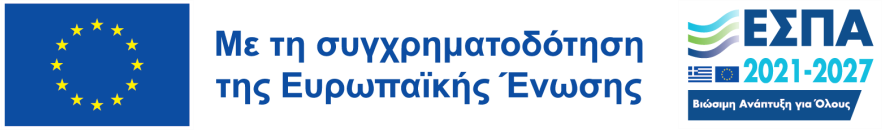 Με τη συγχρηματοδότηση
της Ευρωπαϊκής Ένωσης
ΕΣΠΑ
2021-2027
Βιώσιμη Ανάπτυξη για Όλους